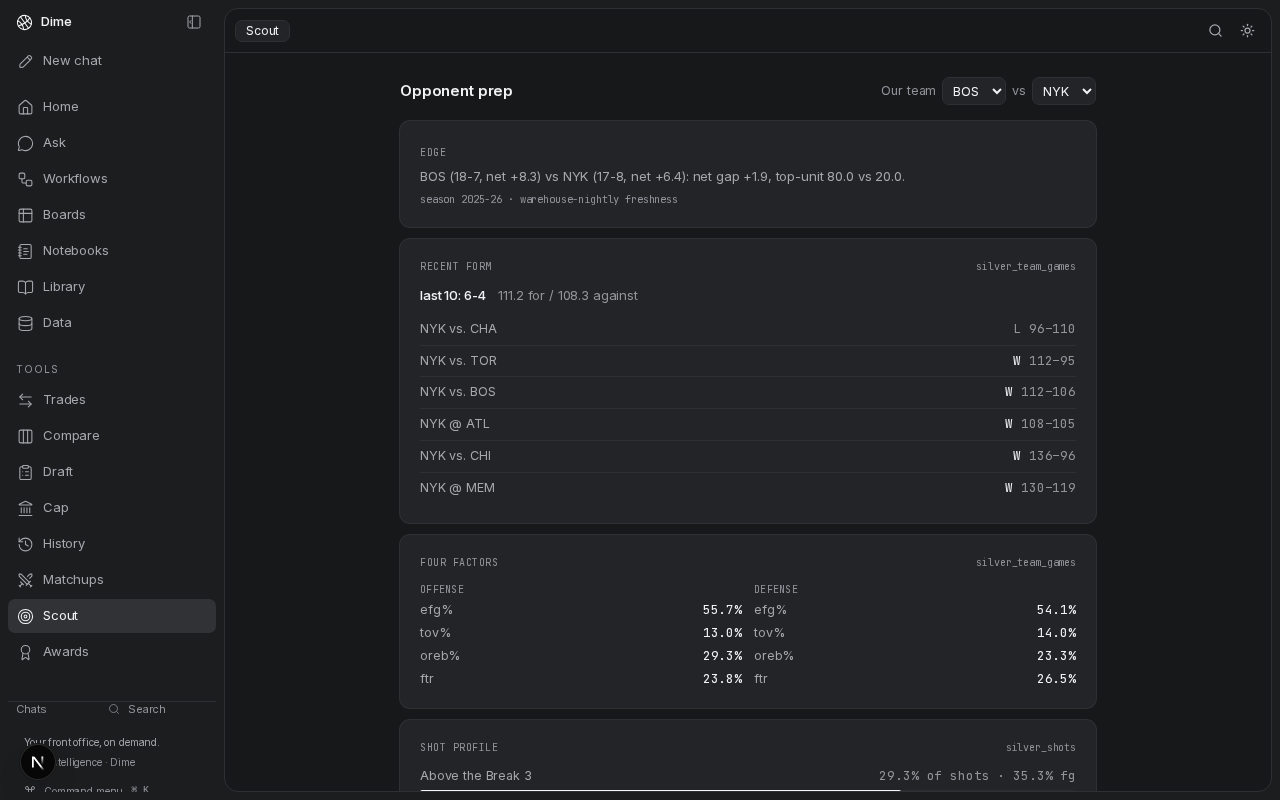 Dime
New chat
Home
Ask
Workflows
Boards
Notebooks
Library
Data
TOOLS
Trades
Compare
Draft
Cap
History
Matchups
Scout
Awards
Chats
Search
Your front office, on demand.
telligence · Dime
Command menu ⌘ K
Scout
Opponent prep
Our team BOS vs NYK
EDGE
BOS (18-7, net +8.3) vs NYK (17-8, net +6.4): net gap +1.9, top-unit 80.0 vs 20.0.
season 2025-26 · warehouse-nightly freshness
RECENT FORM silver_team_games
last 10: 6-4 111.2 for / 108.3 against
NYK vs. CHA L 96–110
NYK vs. TOR W 112–95
NYK vs. BOS W 112–106
NYK @ ATL W 108–105
NYK vs. CHI W 136–96
NYK @ MEM W 130–119
FOUR FACTORS silver_team_games
OFFENSE DEFENSE
efg% 55.7% efg% 54.1%
tov% 13.0% tov% 14.0%
oreb% 29.3% oreb% 23.3%
ftr 23.8% ftr 26.5%
SHOT PROFILE silver_shots
Above the Break 3 29.3% of shots · 35.3% fg